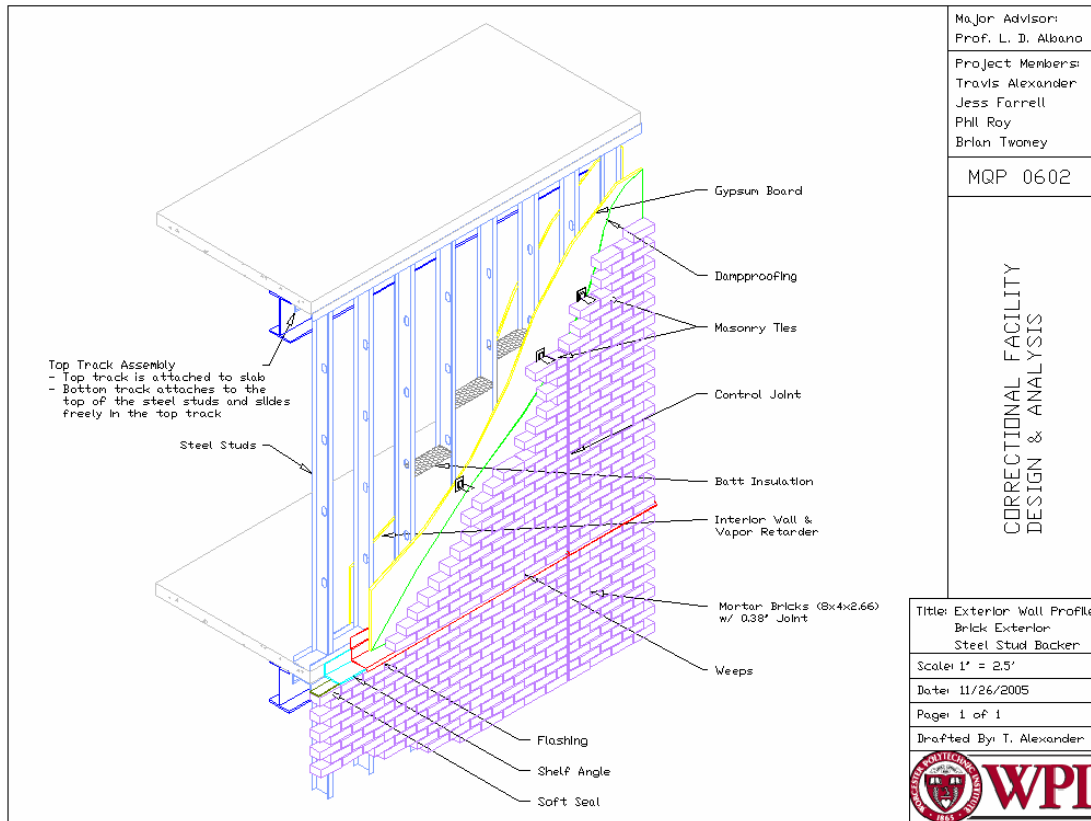 Major Advisor:
Prof. L. D. Albano
Project Members:
Travis Alexander
Jess Farrell
Phil Roy
Brian Twomey
MQP 0602
CORRECTIONAL FACILITY
DESIGN & ANALYSIS
Gypsum Board
Dampproofing
Masonry Ties
Control Joint
Top Track Assembly
- Top track is attached to slab
- Bottom track attaches to the
top of the steel studs and slides
freely in the top track
Steel Studs
Batt Insulation
Interior Wall &
Vapor Retarder
Mortar Bricks (8x4x2.66)
w/ 0.38" Joint
Weeps
Flashing
Shelf Angle
Soft Seal
Title: Exterior Wall Profile
Brick Exterior
Steel Stud Backer
Scale: 1" = 2.5'
Date: 11/26/2005
Page: 1 of 1
Drafted By: T. Alexander
WORCESTER POLYTECHNIC INSTITUTE
1865
WPI